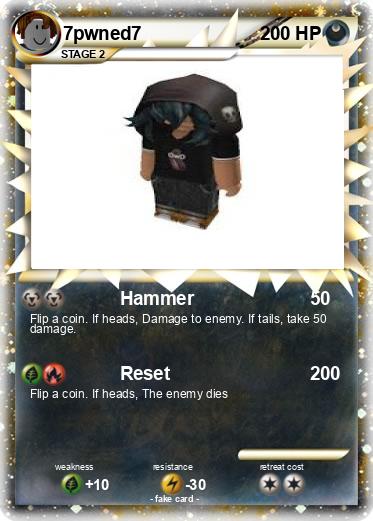 7pwned7
200 HP
STAGE 2
OwO
Hammer
50
Flip a coin. If heads, Damage to enemy. If tails, take 50
damage.
Reset
200
Flip a coin. If heads, The enemy dies
weakness
resistance
retreat cost
+10
-30
- fake card -